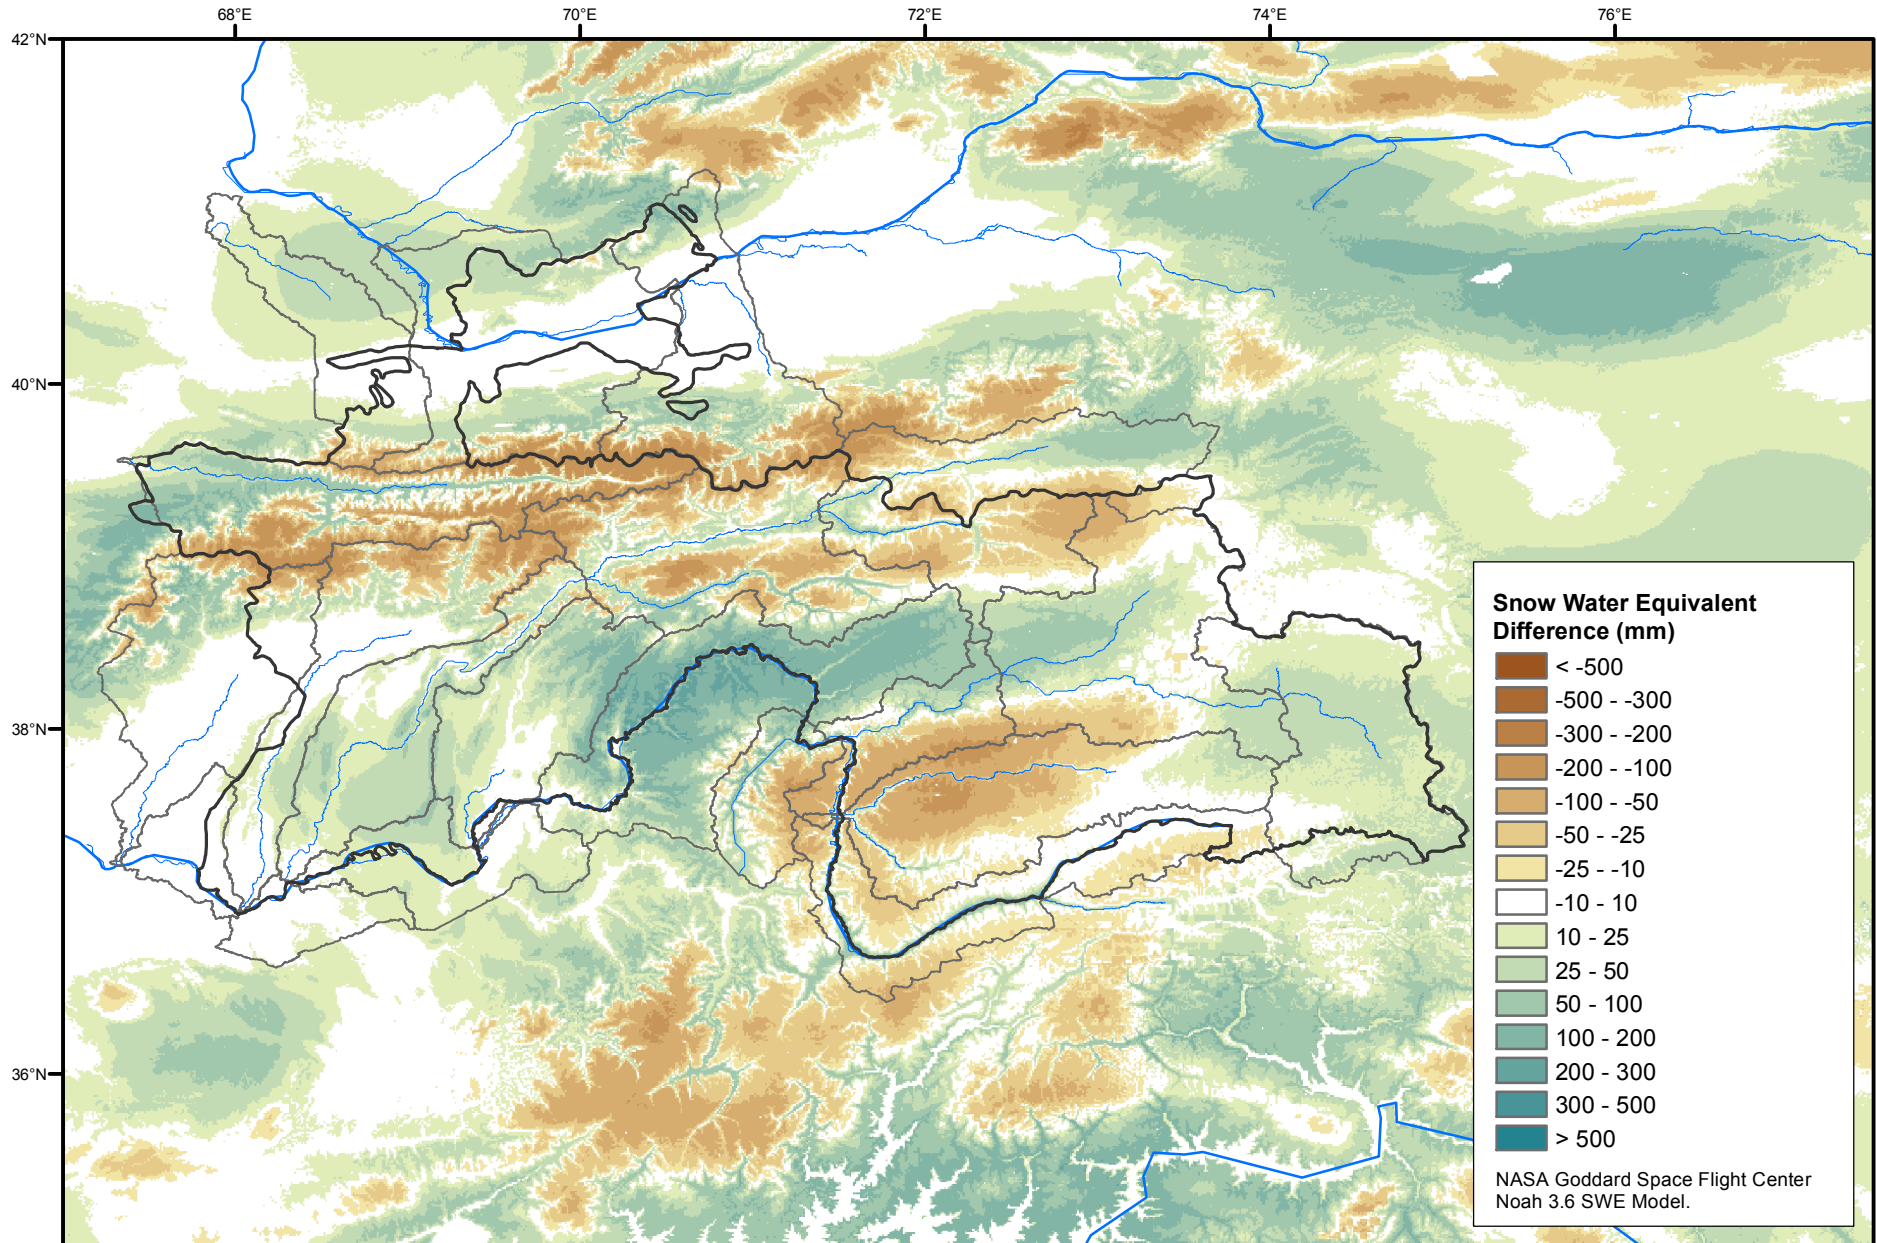 68°E
70°E
72°E
74°E
76°E
42°N
40°N
38°N
36°N
Snow Water Equivalent
Difference (mm)
< -500
-500 - -300
-300 - -200
-200 - -100
-100 - -50
-50 - -25
-25 - -10
-10 - 10
10 - 25
25 - 50
50 - 100
100 - 200
200 - 300
300 - 500
> 500
NASA Goddard Space Flight Center
Noah 3.6 SWE Model.